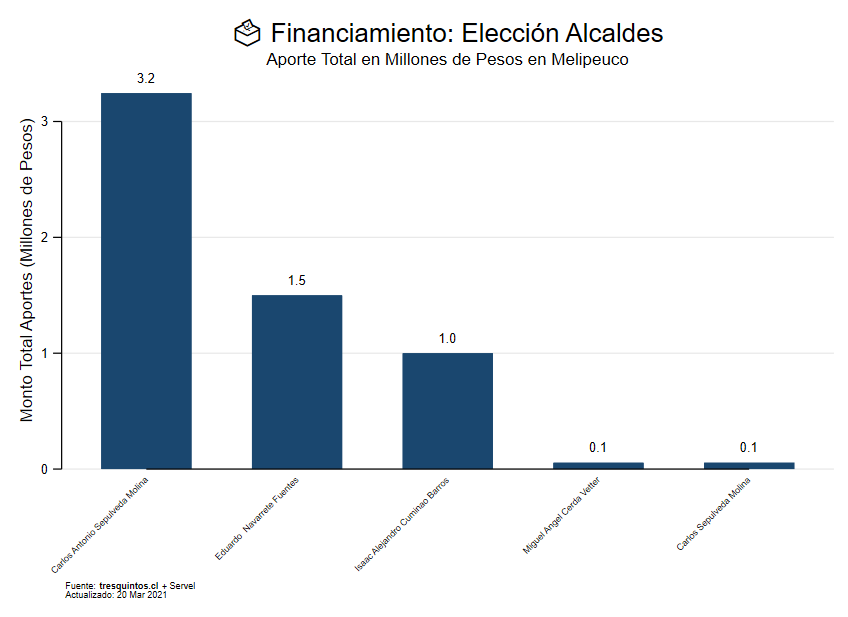 Financiamiento: Elección Alcaldes
Aporte Total en Millones de Pesos en Melipeuco
Monto Total Aportes (Millones de Pesos)
3
2
1
0
3.2
1.5
1.0
0.1
0.1
Carlos Antonio Sepulveda Molina
Eduardo  Navarrete Fuentes
Isaac Alejandro Cuminao Barros
Miguel Angel Cerda Vetter
Carlos Sepulveda Molina
Fuente: tresquintos.cl + Servel
Actualizado: 20 Mar 2021